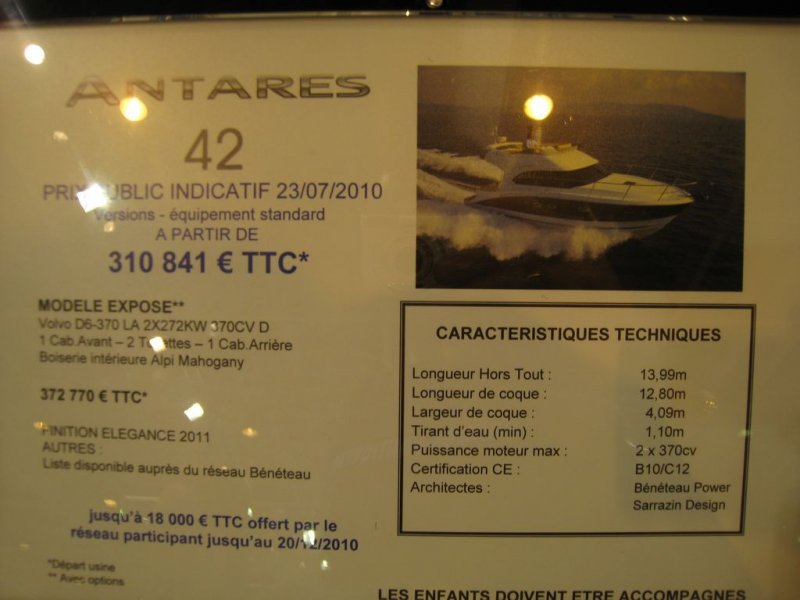 ANTARES
42
PRIX PUBLIC INDICATIF 23/07/2010
Versions - équipement standard
A PARTIR DE
310 841 € TTC*
MODELE EXPOSE**
Volvo D6-370 LA 2X272KW 370CV D
1 Cab.Avant – 2 Toilettes – 1 Cab.Arrière
Boiserie intérieure Alpi Mahogany
372 770 € TTC*
FINITION ELEGANCE 2011
AUTRES :
Liste disponible auprès du réseau Bénéteau
jusqu'à 18 000 € TTC offert par le
réseau participant jusqu'au 20/12/2010
*Départ usine
** Avec options
CARACTERISTIQUES TECHNIQUES
Longueur Hors Tout : 13,99m
Longueur de coque : 12,80m
Largeur de coque : 4,09m
Tirant d'eau (min) : 1,10m
Puissance moteur max : 2 x 370cv
Certification CE : B10/C12
Architectes : Bénéteau Power
Sarrazin Design
LES ENFANTS DOIVENT ETRE ACCOMPAGNES